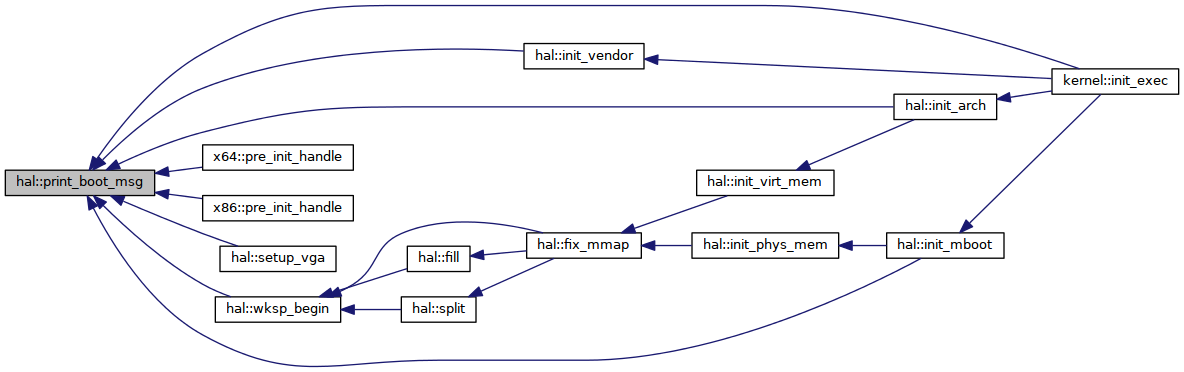 hal::init_vendor
kernel::init_exec
hal::init_arch
x64::pre_init_handle
hal::print_boot_msg
hal::init_virt_mem
x86::pre_init_handle
hal::fix_mmap
hal::init_phys_mem
hal::init_mboot
hal::setup_vga
hal::fill
hal::wksp_begin
hal::split